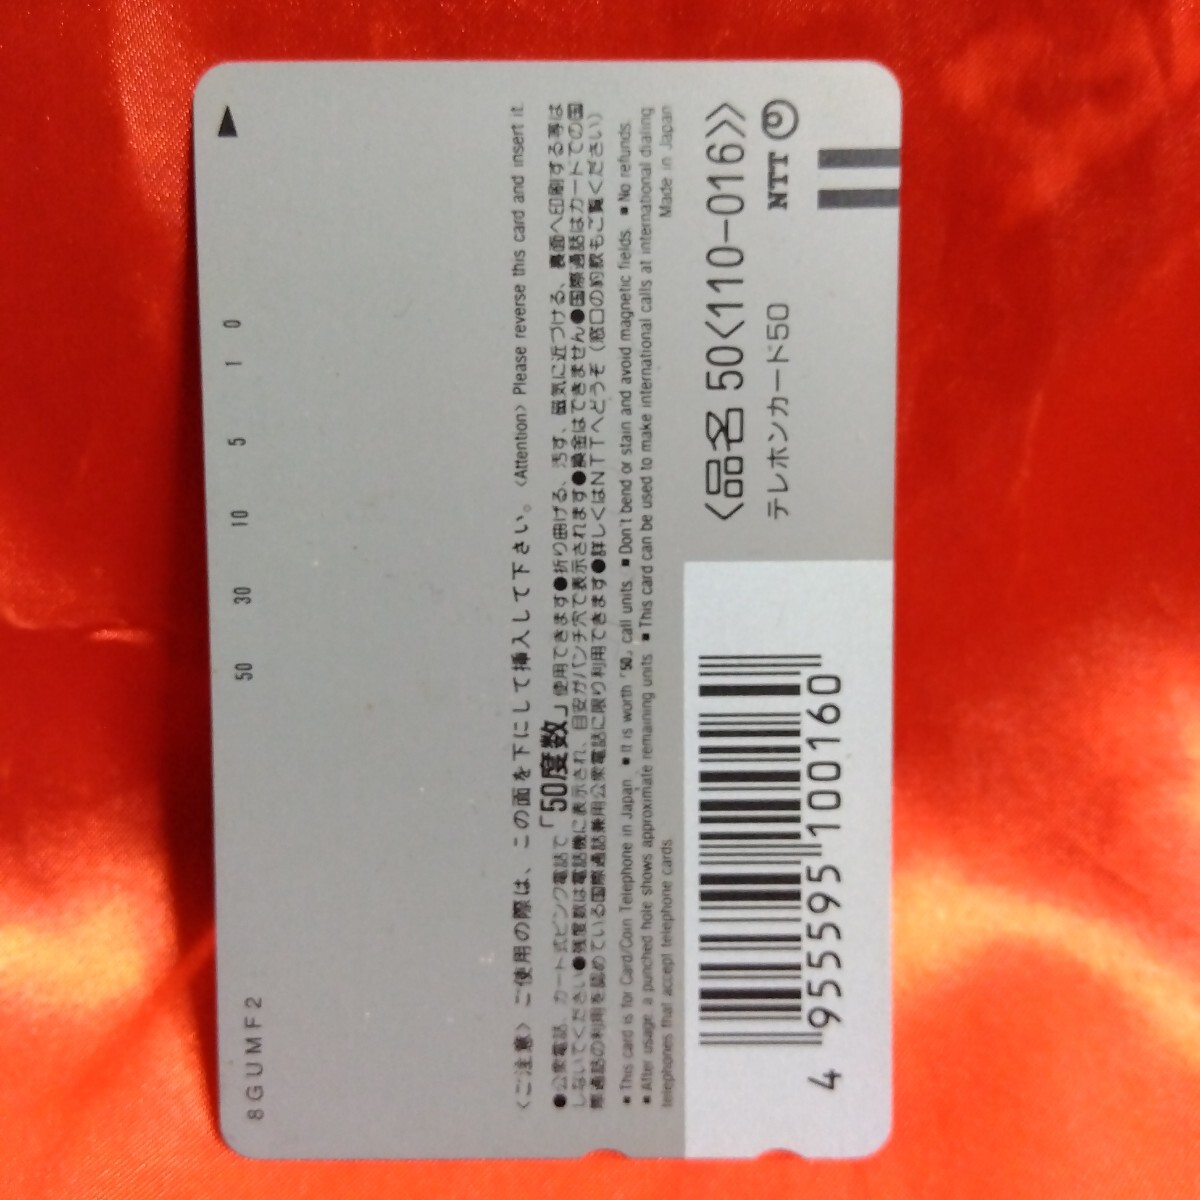 8GUMF2
50 30 10 5 1 0
〈ご注意〉ご使用の際は、この面を下にして挿入して下さい。〈Attention〉Please reverse this card and insert it.
●公衆電話、カード式ピンク電話で「50度数」使用できます●折り曲げる、汚す、磁気に近づける、裏面へ印刷する等は
しないでください●残度数は電話機に表示され、目安がパンチ穴で表示されます●換金はできません●国際通話はカードでの国
際通話の利用を認めている国際通話兼用公衆電話に限り利用できます●詳しくはNTTへどうぞ（窓口の約款もご覧ください）
■This card is for Card/Coin Telephone in Japan. ■It is worth「50」call units. ■Don't bend or stain and avoid magnetic fields. ■No refunds.
■After usage, a punched hole shows approximate remaining units. ■This card can be used to make international calls at international dialing
telephones that accept telephone cards. Made in Japan
〈品名 50〈110-016〉〉
テレホンカード50 NTT
4 955595 100160